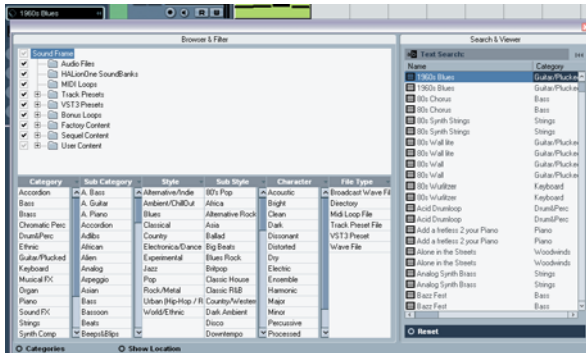 1960s Blues
R
Browser & Filter
Search & Viewer
Sound Frame
Audio Files
HALionOne SoundBanks
MIDI Loops
Track Presets
VST3 Presets
Bonus Loops
Factory Content
Sequel Content
User Content
Text Search:
Name Category
1960s Blues Guitar/Plucked
1960s Blues Guitar/Plucked
80s Chorus Bass
80s Chorus Bass
80s Synth Strings Strings
80s Wall lite Guitar/Plucked
80s Wall lite Guitar/Plucked
80s Wall Guitar/Plucked
80s Wall Guitar/Plucked
80s Wurlitzer Keyboard
80s Wurlitzer Keyboard
Acid Drumloop Drum&Perc
Acid Drumloop Drum&Perc
Add a fretless 2 your Piano Piano
Add a fretless 2 your Piano Piano
Alone in the Streets Woodwinds
Alone in the Streets Woodwinds
Analog Synth Brass Strings
Analog Synth Brass Strings
Bazz Fest Bass
Bazz Fest Bass
Reset
Category Sub Category Style Sub Style Character File Type
Accordion A. Bass Alternative/Indie 80's Pop Acoustic Broadcast Wave Fil
Bass A. Guitar Ambient/ChillOut Africa Bright Directory
Brass A. Piano Blues Alternative Rock Clean Midi Loop File
Chromatic Perc Accordion Classical Asia Dark Track Preset File
Drum&Perc Adlibs Country Ballad Dissonant VST3 Preset
Ethnic African Electronica/Dance Big Beats Distorted Wave File
Guitar/Plucked Alien Experimental Blues Rock Dry
Keyboard Analog Jazz Britpop Electric
Musical FX Arpeggio Pop Classic House Ensemble
Organ Asian Rock/Metal Classic R&B Harmonic
Piano Bass Urban (Hip-Hop / R Country/Western Major
Sound FX Bassoon World/Ethnic Dark Ambient Minor
Strings Beats Disco Percussive
Synth Comp Beeps&Blips Downtempo Processed
Categories Show Location